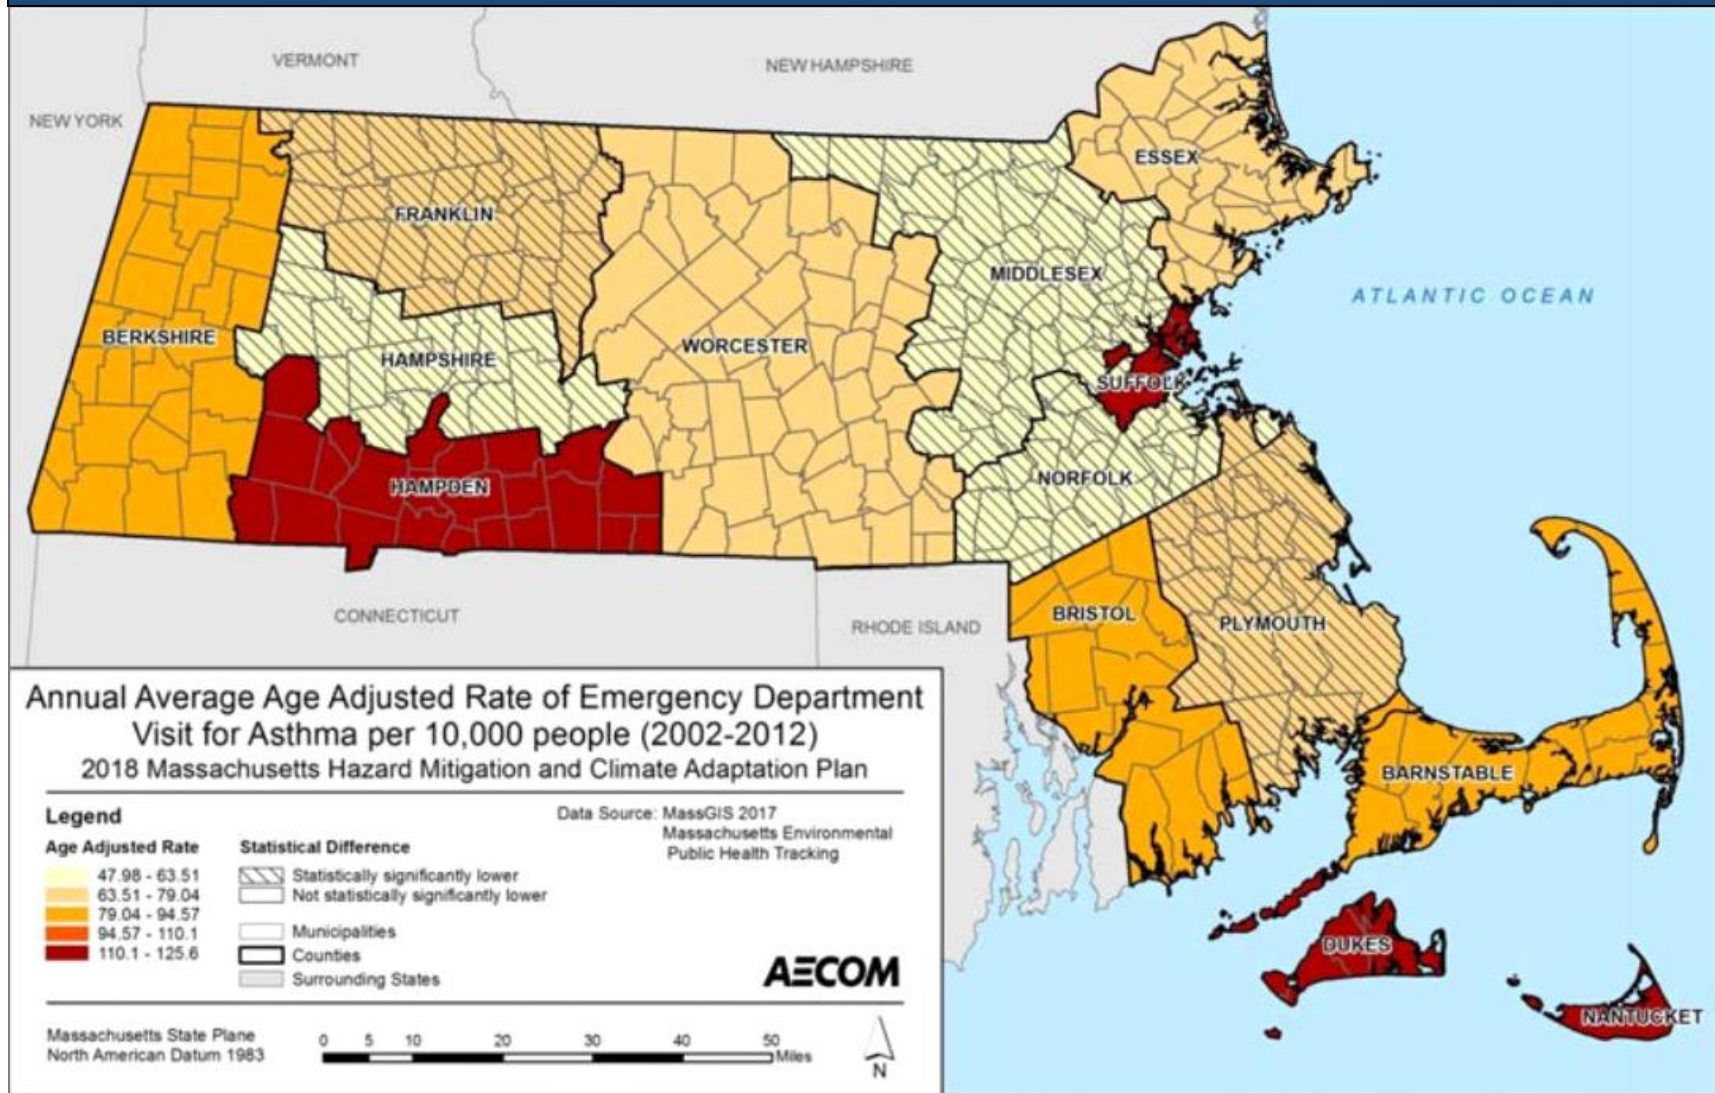 VERMONT
NEW HAMPSHIRE
NEW YORK
ESSEX
FRANKLIN
MIDDLESEX
ATLANTIC OCEAN
BERKSHIRE
HAMPSHIRE
WORCESTER
SUFFOLK
HAMPDEN
NORFOLK
CONNECTICUT
RHODE ISLAND
BRISTOL
PLYMOUTH
BARNSTABLE
DUKES
NANTUCKET
Annual Average Age Adjusted Rate of Emergency Department
Visit for Asthma per 10,000 people (2002-2012)
2018 Massachusetts Hazard Mitigation and Climate Adaptation Plan
Legend
Age Adjusted Rate
47.98 - 63.51
63.51 - 79.04
79.04 - 94.57
94.57 - 110.1
110.1 - 125.6
Statistical Difference
Statistically significantly lower
Not statistically significantly lower
Municipalities
Counties
Surrounding States
Data Source: MassGIS 2017
Massachusetts Environmental
Public Health Tracking
AECOM
Massachusetts State Plane
North American Datum 1983
0 5 10 20 30 40 50
Miles
N